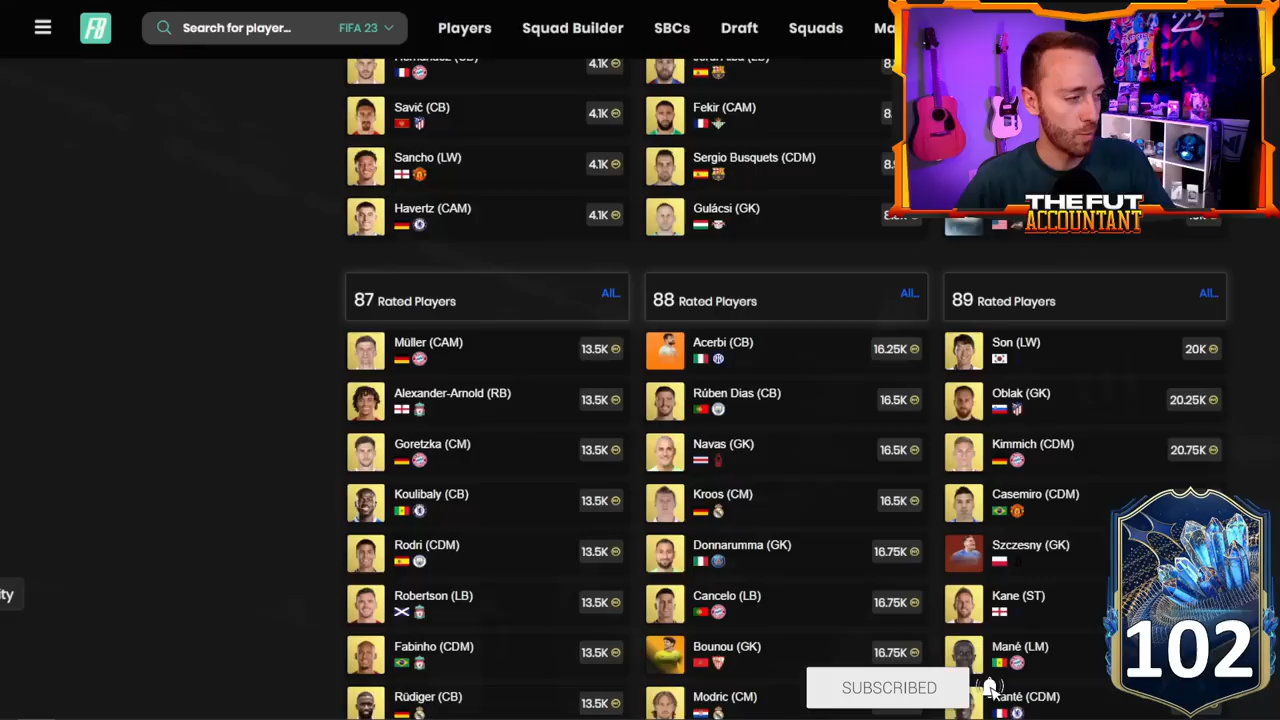 FB
Search for player...
FIFA 23
Players
Squad Builder
SBCs
Draft
Squads
4.1K
Savić (CB)
4.1K
Fekir (CAM)
Sancho (LW)
4.1K
Sergio Busquets (CDM)
Havertz (CAM)
4.1K
Gulácsi (GK)
THE FUT
ACCOUNTANT
87 Rated Players
All...
88 Rated Players
All...
89 Rated Players
All...
Müller (CAM)
13.5K
Acerbi (CB)
16.25K
Son (LW)
20K
Alexander-Arnold (RB)
13.5K
Rúben Dias (CB)
16.5K
Oblak (GK)
20.25K
Goretzka (CM)
13.5K
Navas (GK)
16.5K
Kimmich (CDM)
20.75K
Koulibaly (CB)
13.5K
Kroos (CM)
16.5K
Casemiro (CDM)
Rodri (CDM)
13.5K
Donnarumma (GK)
16.75K
Szczesny (GK)
Robertson (LB)
13.5K
Cancelo (LB)
16.75K
Kane (ST)
Fabinho (CDM)
13.5K
Bounou (GK)
16.75K
Mané (LM)
Rüdiger (CB)
13.5K
Modric (CM)
Kanté (CDM)
ity
SUBSCRIBED
102